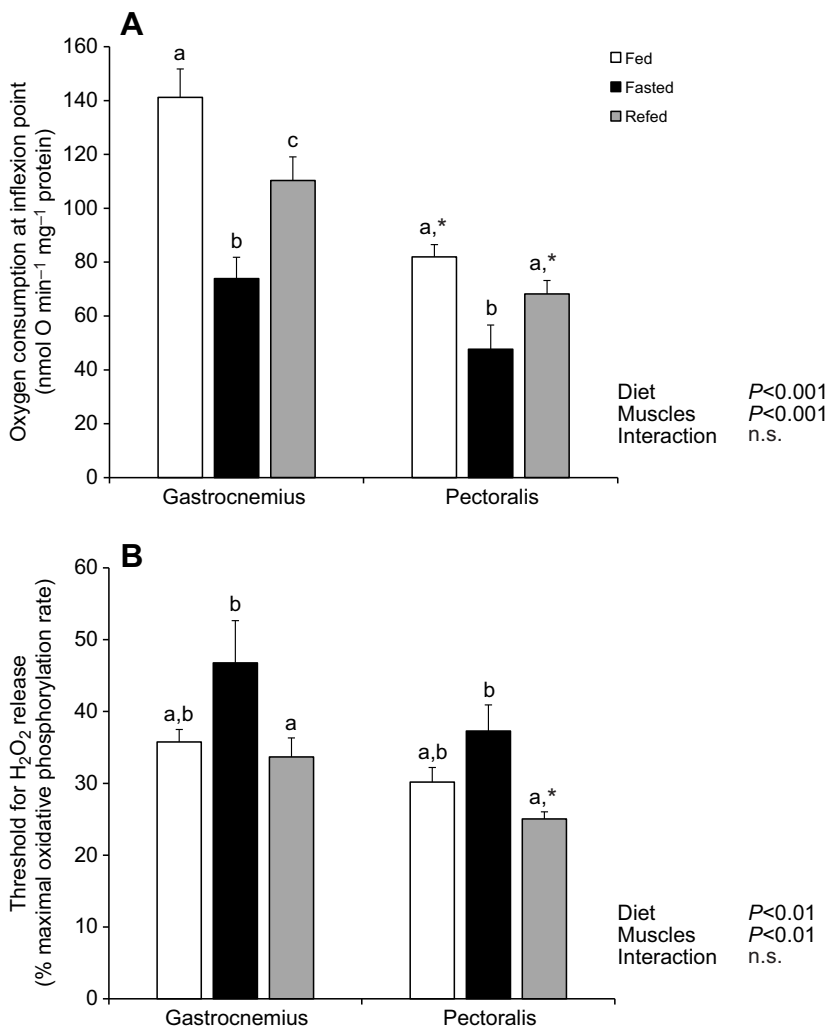 A
160
140
120
100
80
60
40
20
0
Oxygen consumption at inflexion point
(nmol O min⁻¹ mg⁻¹ protein)
a
b
c
a,*
b
a,*
Fed
Fasted
Refed
Diet P<0.001
Muscles P<0.001
Interaction n.s.
Gastrocnemius Pectoralis
B
60
50
40
30
20
10
0
Threshold for H₂O₂ release
(% maximal oxidative phosphorylation rate)
a,b
b
a
a,b
b
a,*
Diet P<0.01
Muscles P<0.01
Interaction n.s.
Gastrocnemius Pectoralis